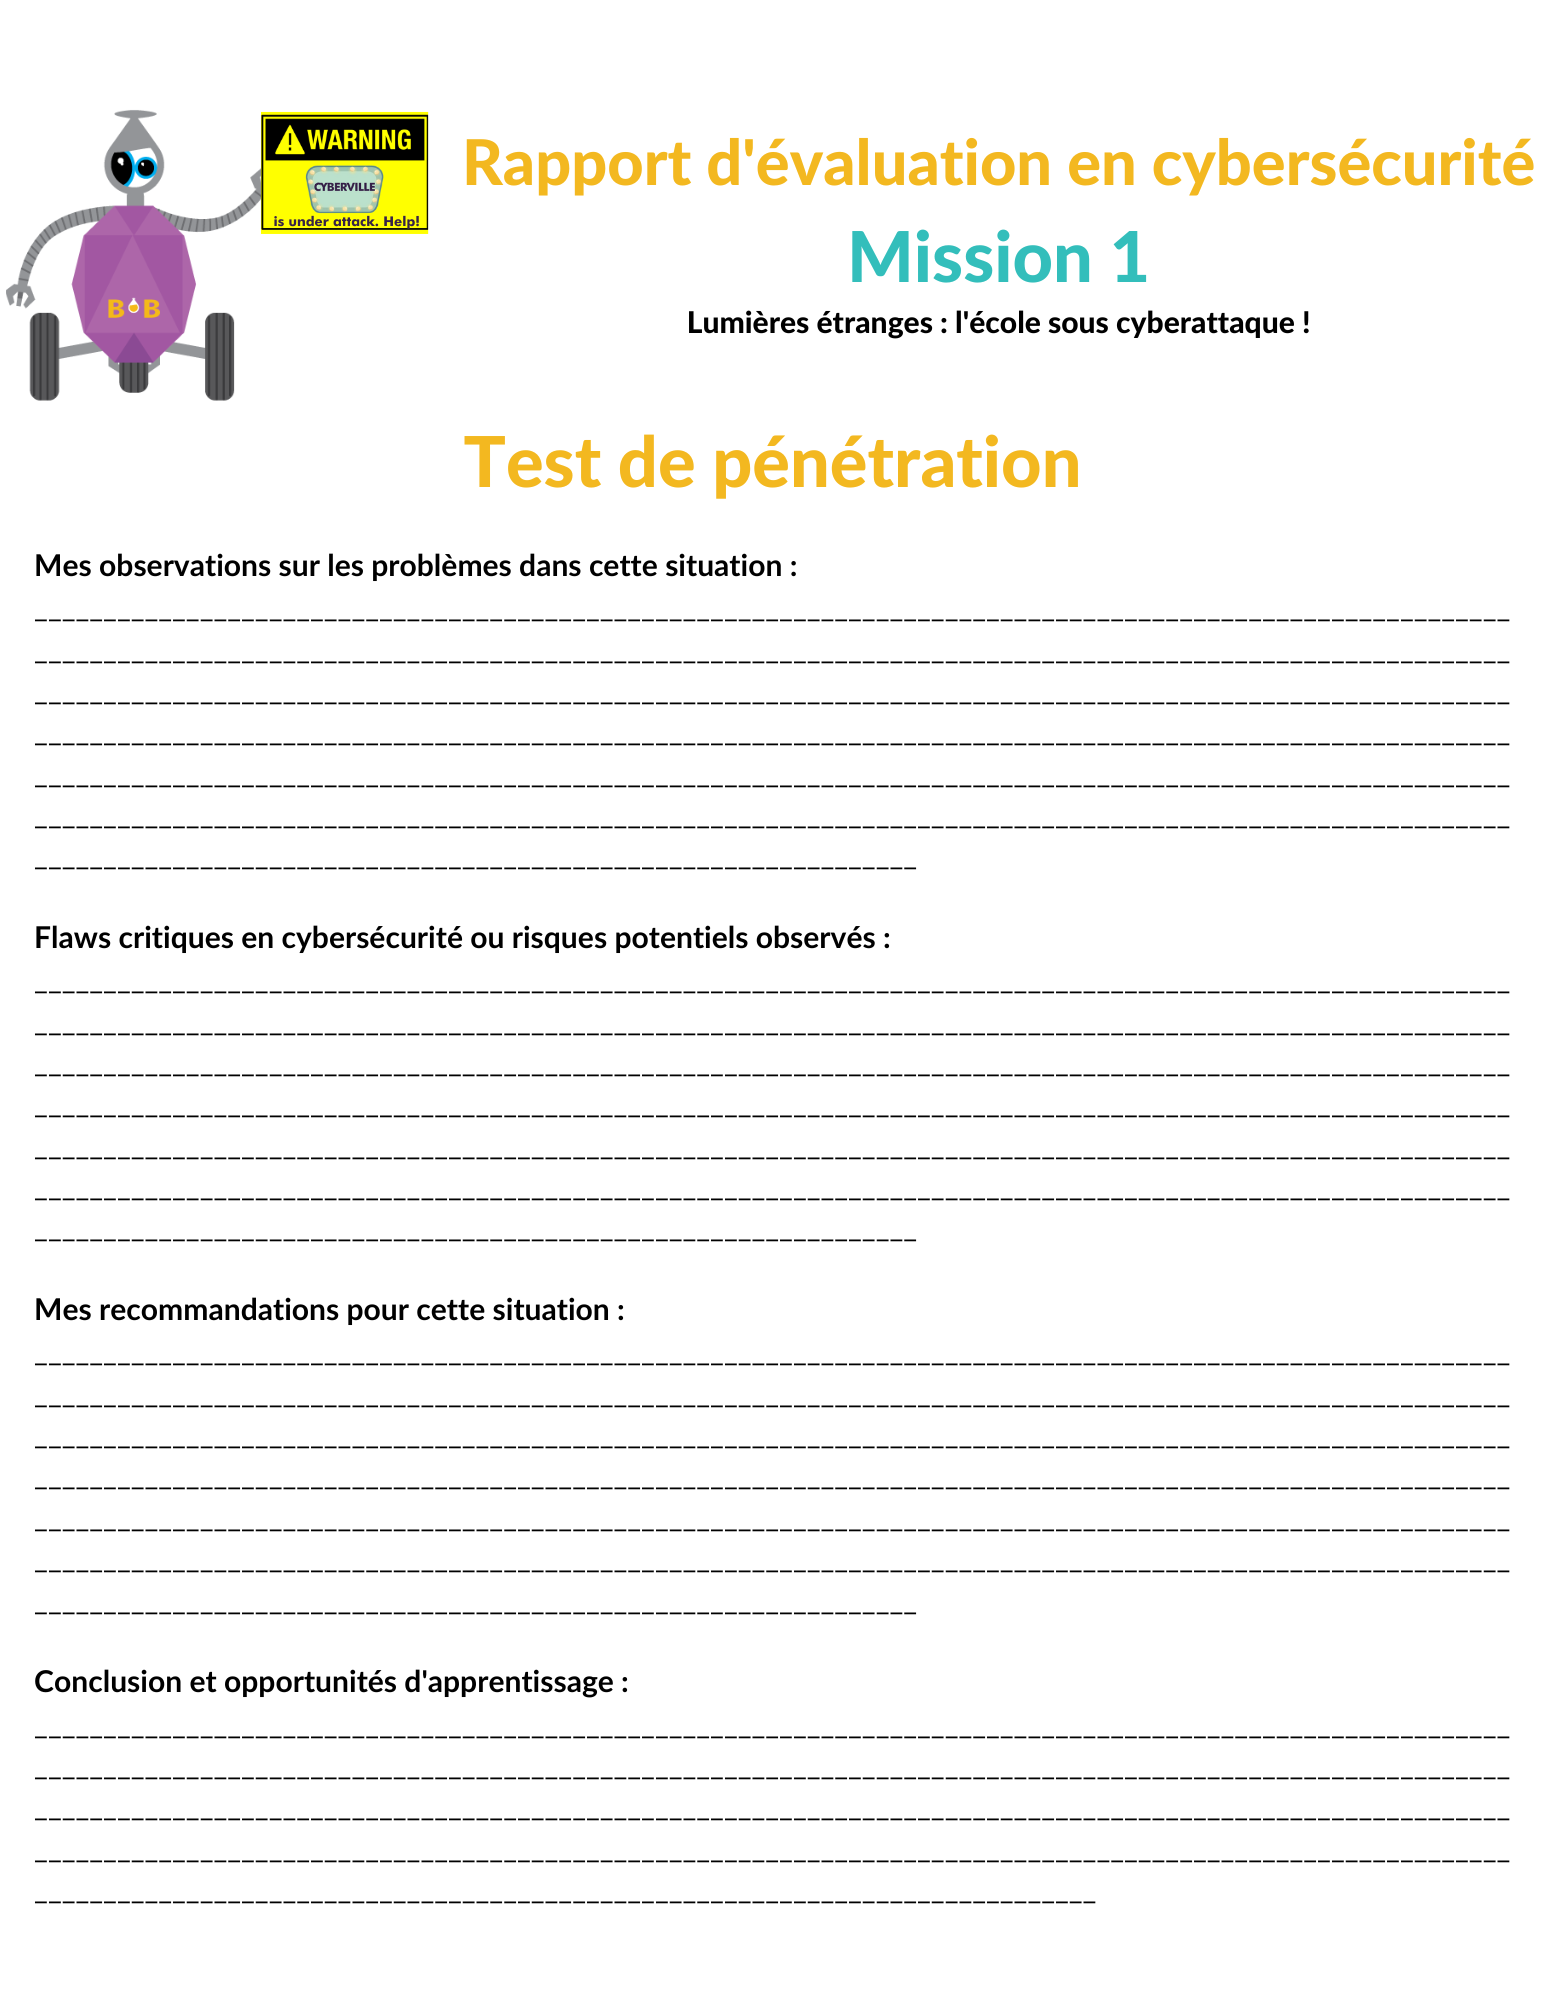 WARNING
CYBERVILLE
is under attack. Help!
BOB
Rapport d'évaluation en cybersécurité
Mission 1
Lumières étranges : l'école sous cyberattaque !
Test de pénétration
Mes observations sur les problèmes dans cette situation :
Flaws critiques en cybersécurité ou risques potentiels observés :
Mes recommandations pour cette situation :
Conclusion et opportunités d'apprentissage :